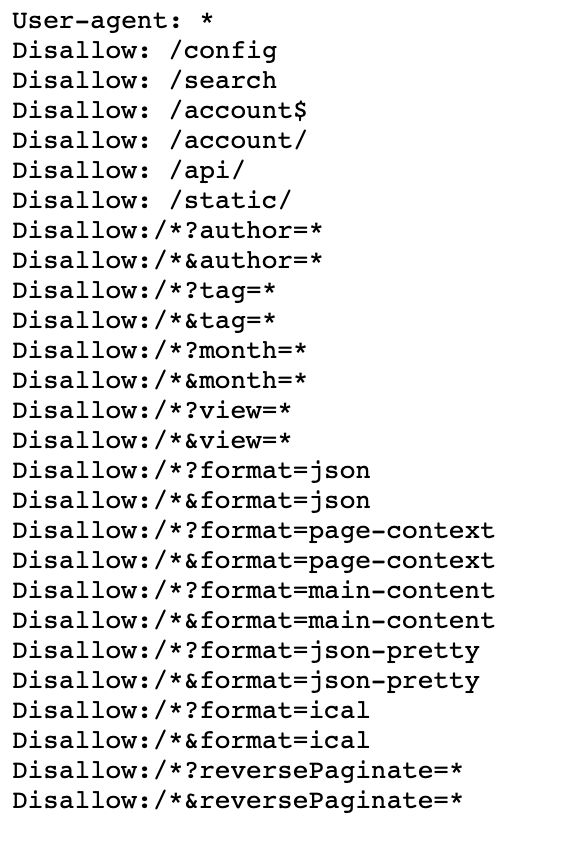 User-agent: *
Disallow: /config
Disallow: /search
Disallow: /account$
Disallow: /account/
Disallow: /api/
Disallow: /static/
Disallow:/*?author=*
Disallow:/*&author=*
Disallow:/*?tag=*
Disallow:/*&tag=*
Disallow:/*?month=*
Disallow:/*&month=*
Disallow:/*?view=*
Disallow:/*&view=*
Disallow:/*?format=json
Disallow:/*&format=json
Disallow:/*?format=page-context
Disallow:/*&format=page-context
Disallow:/*?format=main-content
Disallow:/*&format=main-content
Disallow:/*?format=json-pretty
Disallow:/*&format=json-pretty
Disallow:/*?format=ical
Disallow:/*&format=ical
Disallow:/*?reversePaginate=*
Disallow:/*&reversePaginate=*